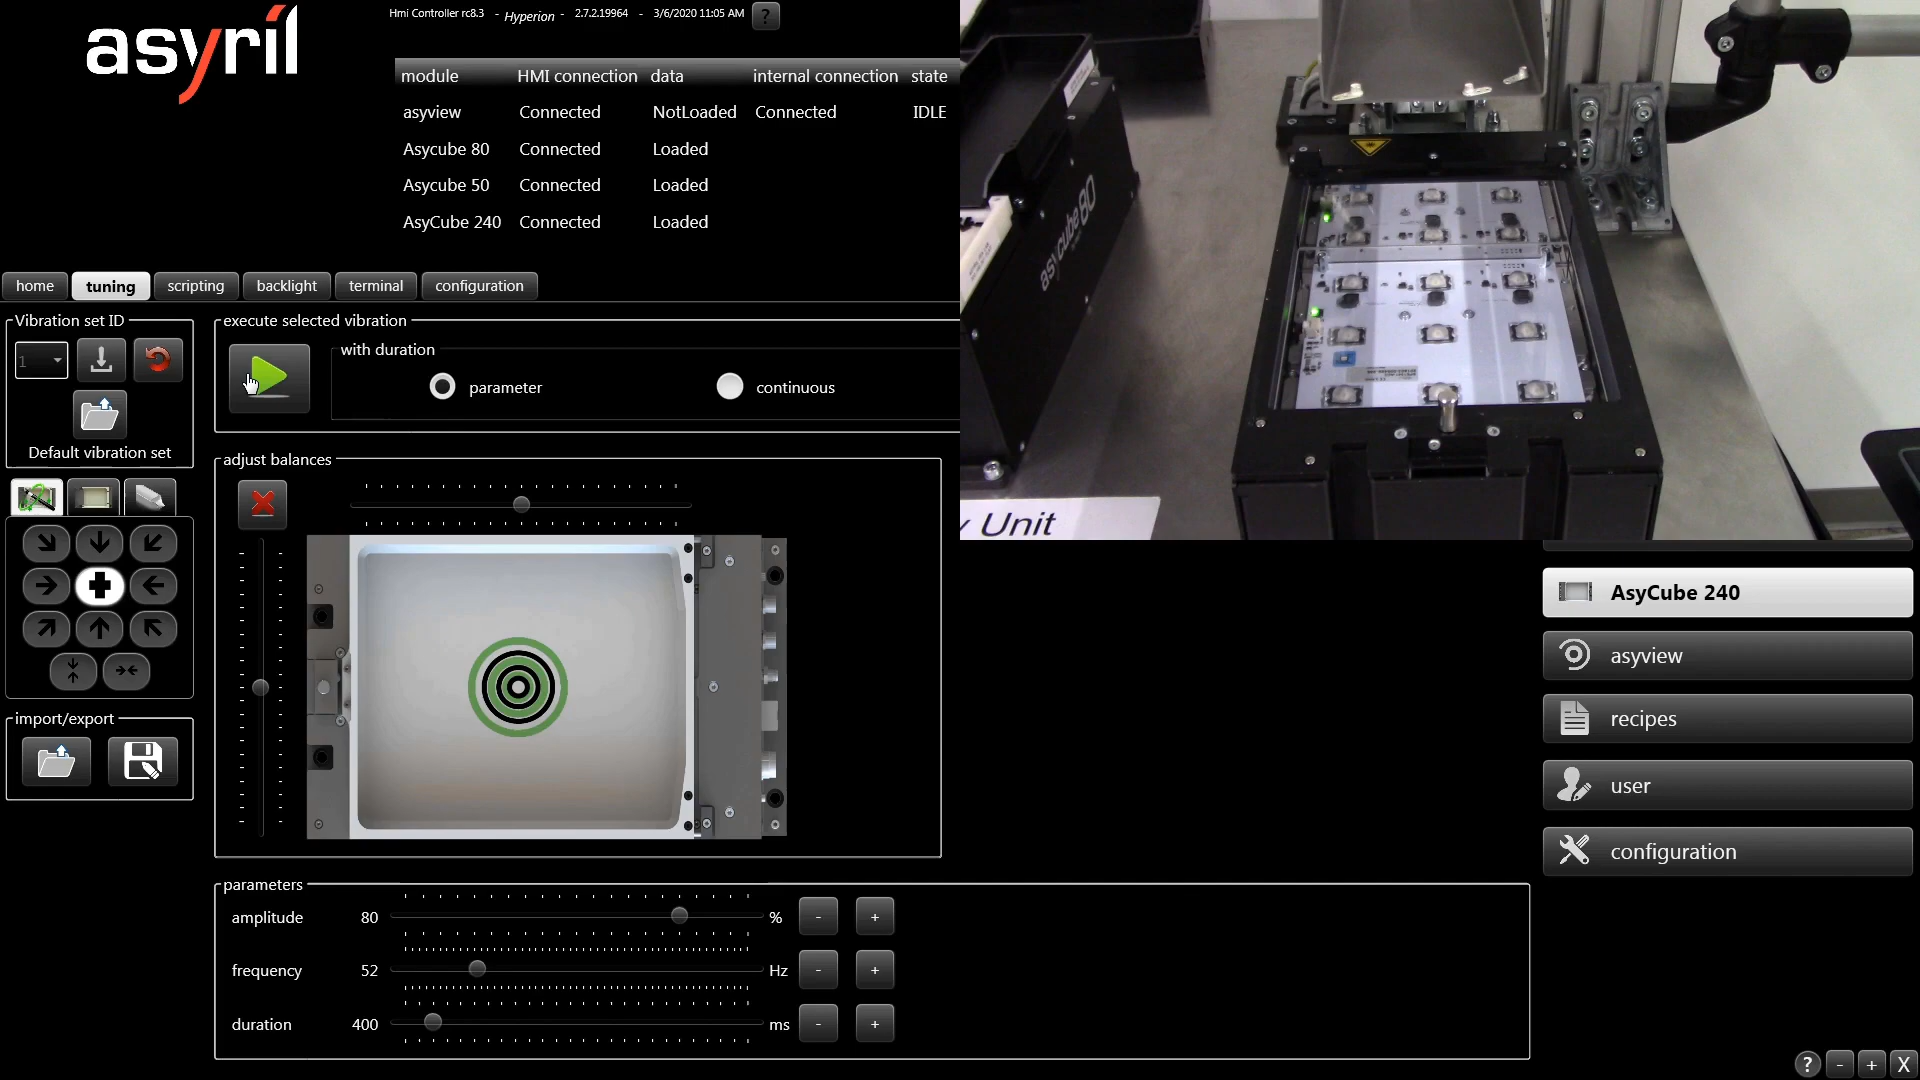 asyril
Hmi Controller rc8.3 - Hyperion - 2.7.2.19964 - 3/6/2020 11:05 AM ?
module HMI connection data internal connection state
asyview Connected NotLoaded Connected IDLE
Asycube 80 Connected Loaded
Asycube 50 Connected Loaded
AsyCube 240 Connected Loaded
home tuning scripting backlight terminal configuration
Vibration set ID
1
Default vibration set
execute selected vibration
with duration
parameter continuous
adjust balances
import/export
parameters
amplitude 80 % - +
frequency 52 Hz - +
duration 400 ms - +
asycube 80
Unit
AsyCube 240
asyview
recipes
user
configuration
? - + X